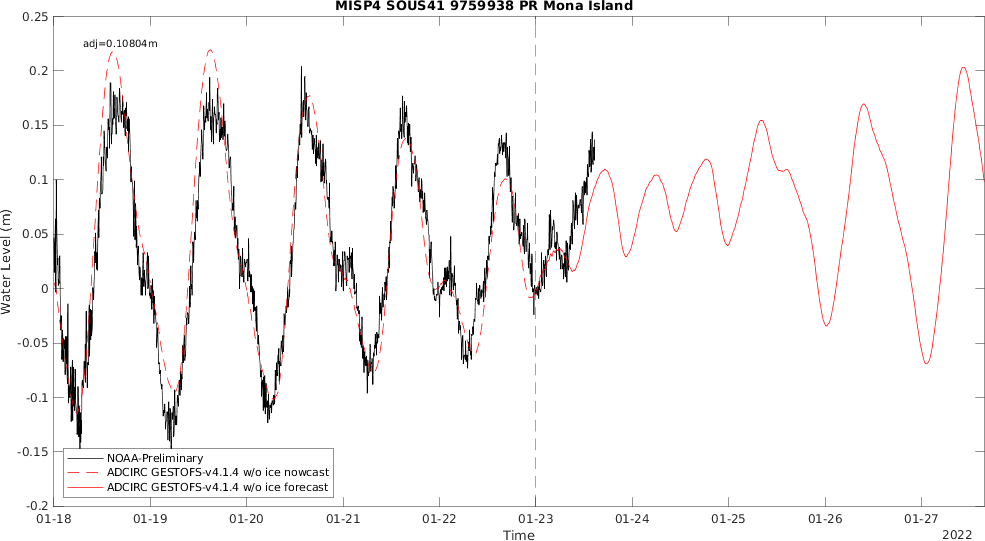 MISP4 SOUS41 9759938 PR Mona Island
adj=0.10804m
0.25
0.2
0.15
0.1
0.05
0
-0.05
-0.1
-0.15
-0.2
Water Level (m)
NOAA-Preliminary
ADCIRC GESTOFS-v4.1.4 w/o ice nowcast
ADCIRC GESTOFS-v4.1.4 w/o ice forecast
01-18 01-19 01-20 01-21 01-22 01-23 01-24 01-25 01-26 01-27
Time
2022